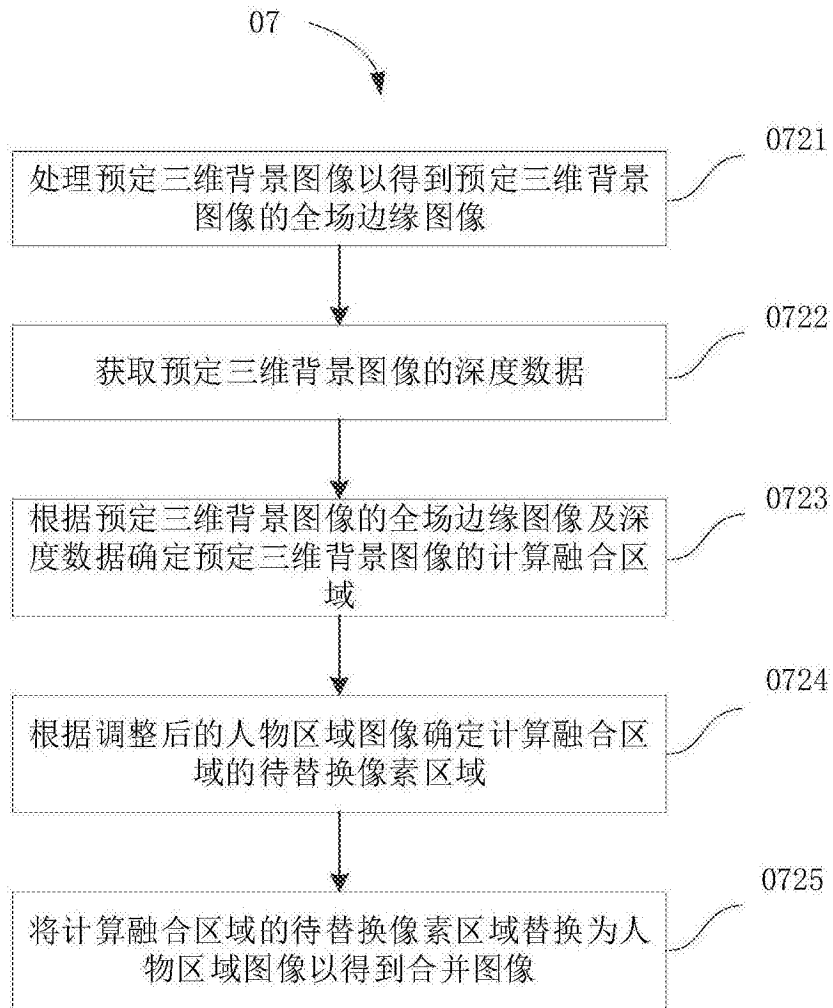 07
0721
处理预定三维背景图像以得到预定三维背景
图像的全场边缘图像
0722
获取预定三维背景图像的深度数据
0723
根据预定三维背景图像的全场边缘图像及深
度数据确定预定三维背景图像的计算融合区
域
0724
根据调整后的人物区域图像确定计算融合区
域的待替换像素区域
0725
将计算融合区域的待替换像素区域替换为人
物区域图像以得到合并图像